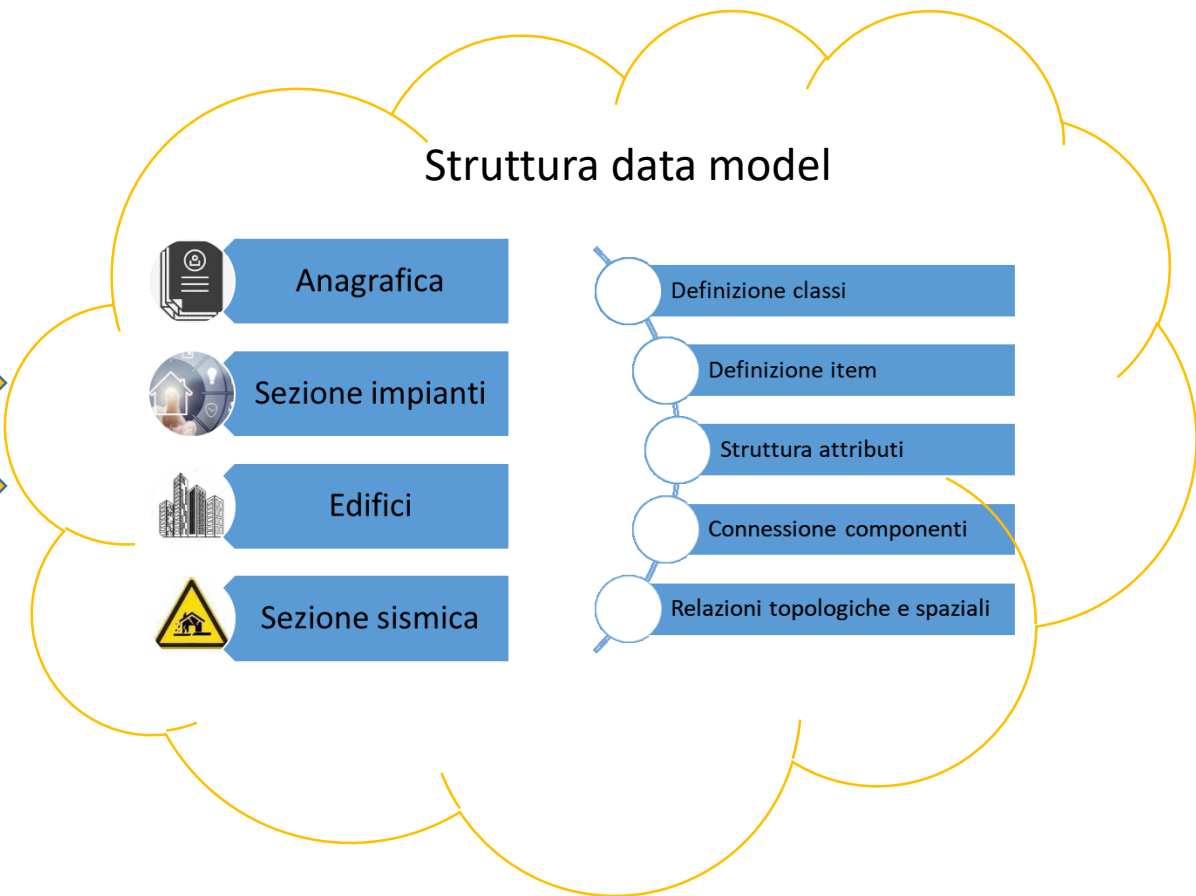 Struttura data model
Anagrafica
Sezione impianti
Edifici
Sezione sismica
Definizione classi
Definizione item
Struttura attributi
Connessione componenti
Relazioni topologiche e spaziali